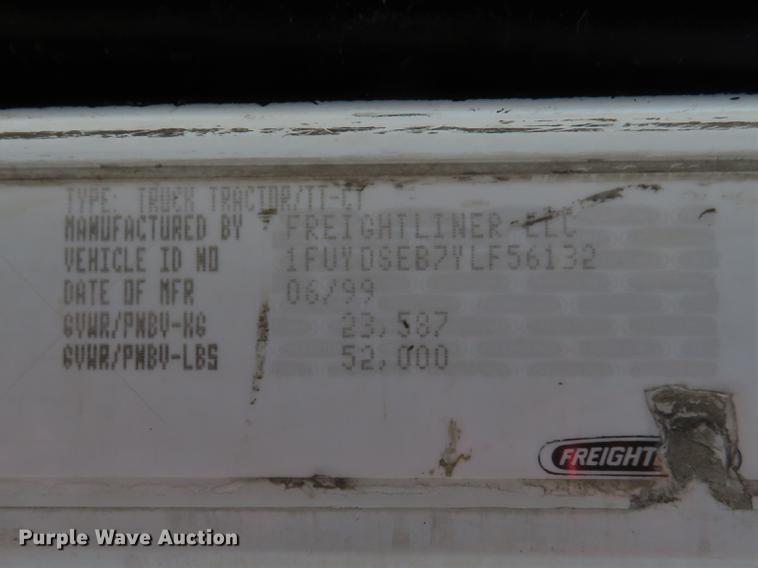 TYPE: TRUCK TRACTOR/TT-CT
MANUFACTURED BY FREIGHTLINER LLC
VEHICLE ID NO 1FUYDSEB7YLF56132
DATE OF MFR 06/99
GVWR/PNBV-KG 23,587
GVWR/PNBV-LBS 52,000
FREIGHT
Purple Wave Auction